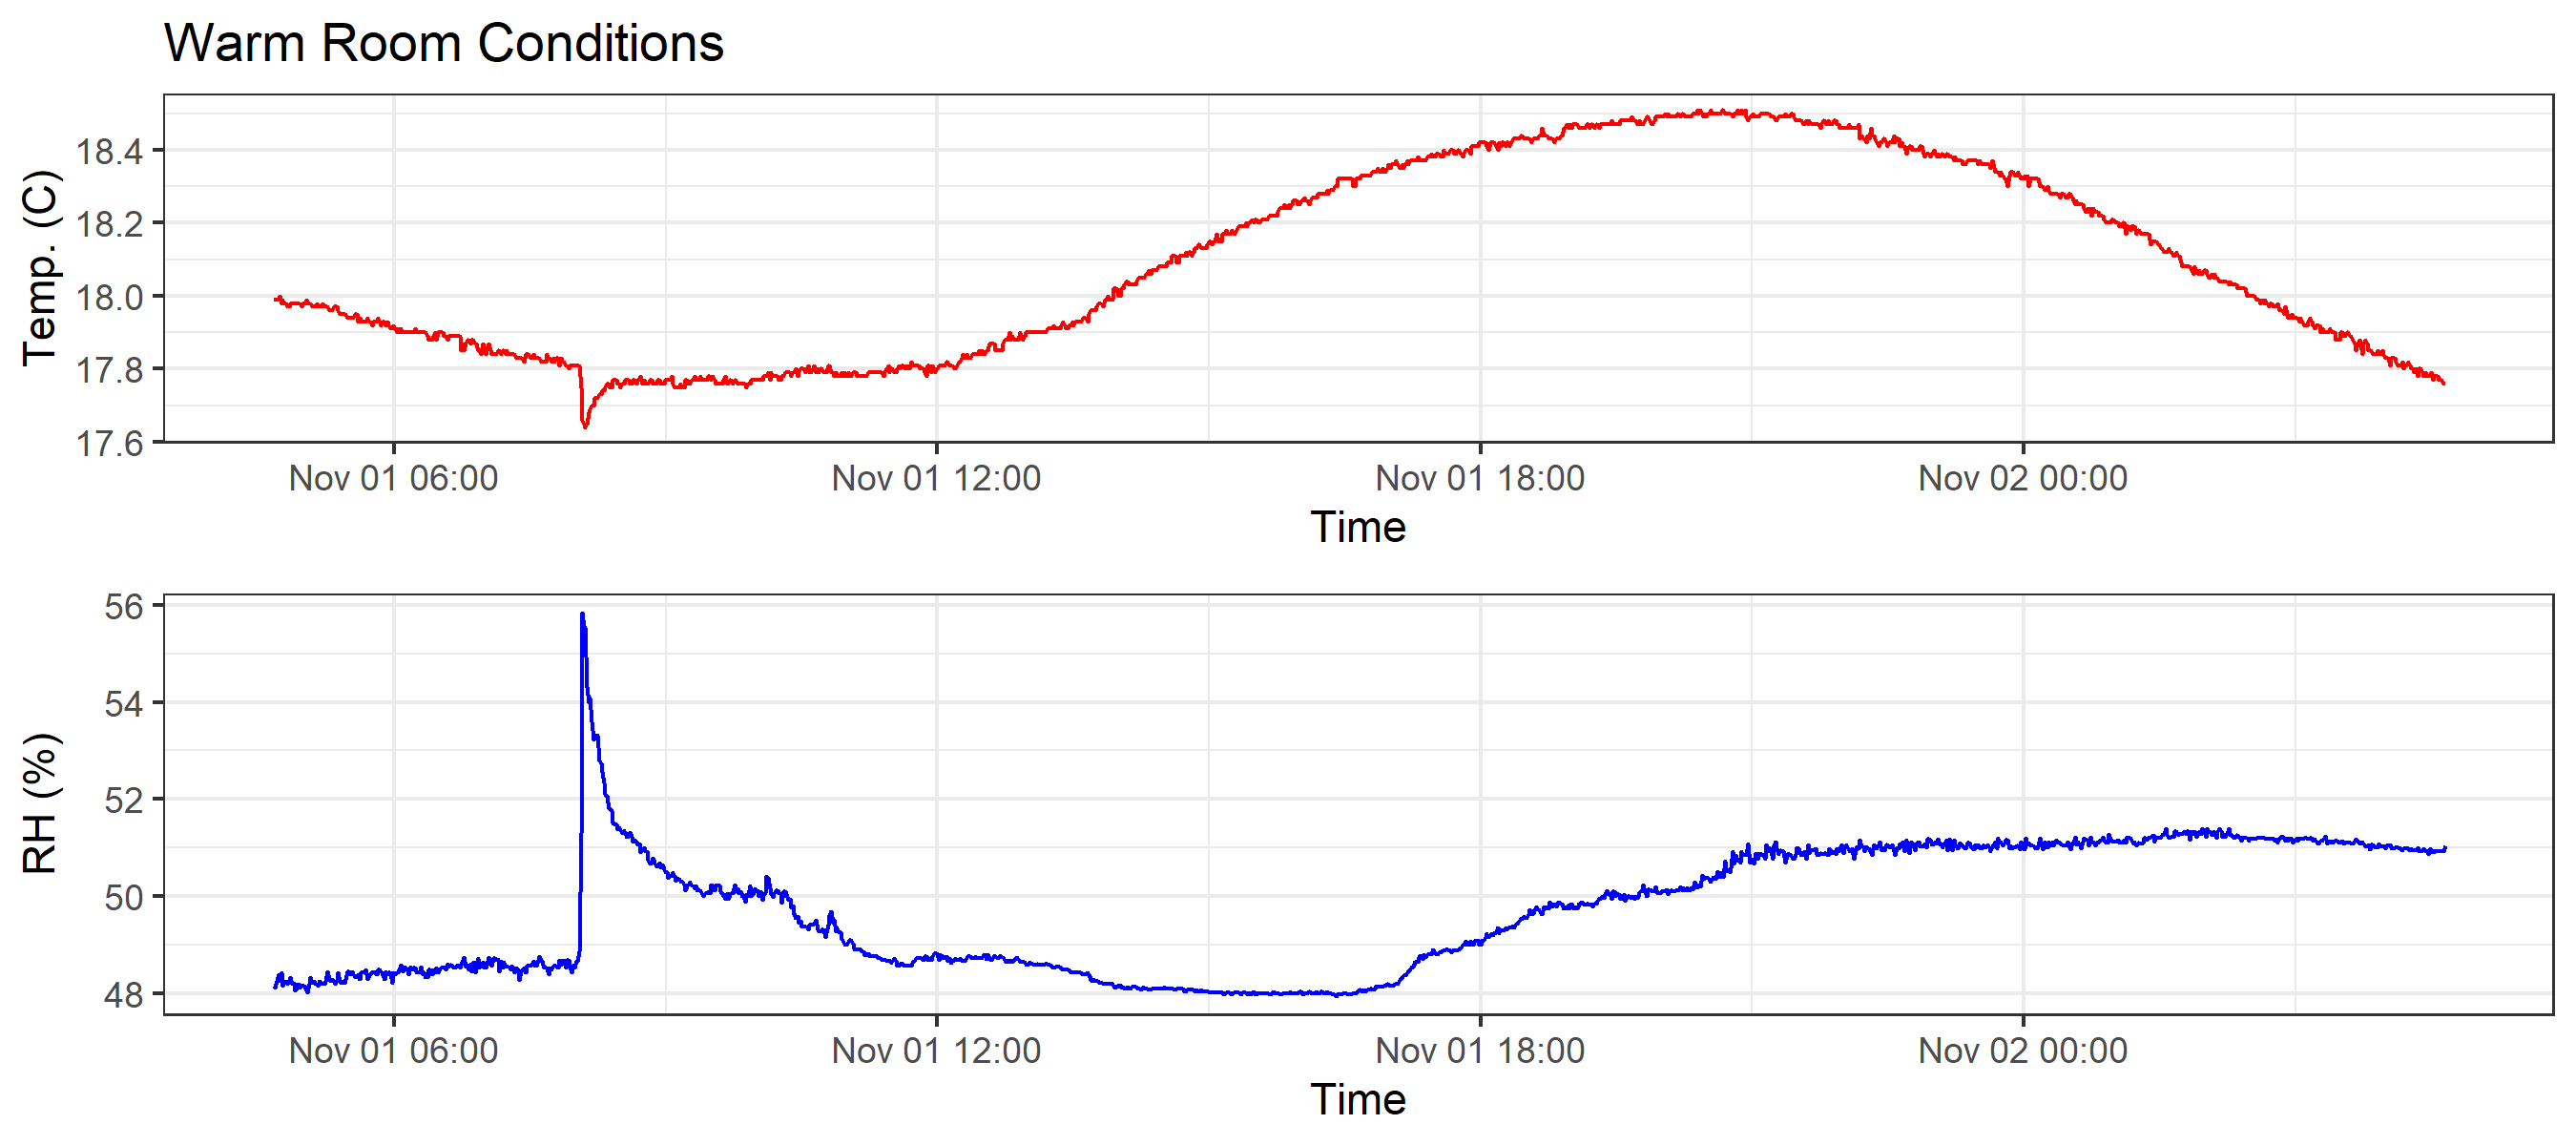 Warm Room Conditions
Temp. (C)
18.4
18.2
18.0
17.8
17.6
Nov 01 06:00 Nov 01 12:00 Nov 01 18:00 Nov 02 00:00
Time
RH (%)
56
54
52
50
48
Nov 01 06:00 Nov 01 12:00 Nov 01 18:00 Nov 02 00:00
Time